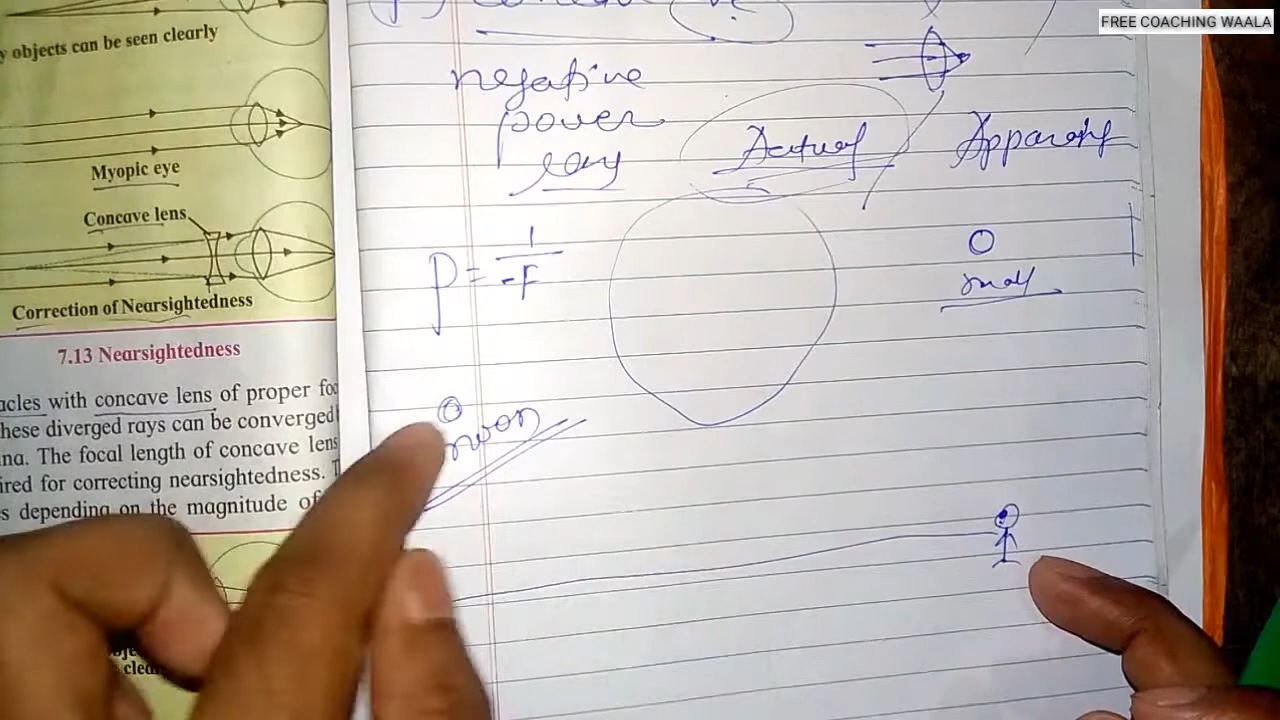 FREE COACHING WAALA
y objects can be seen clearly
Myopic eye
Concave lens
Correction of Nearsightedness
7.13 Nearsightedness
acles with concave lens of proper fo
hese diverged rays can be converged
na. The focal length of concave lens
ired for correcting nearsightedness.
s depending on the magnitude of
clea
negative
power
Actual
P = 1
-F
moon